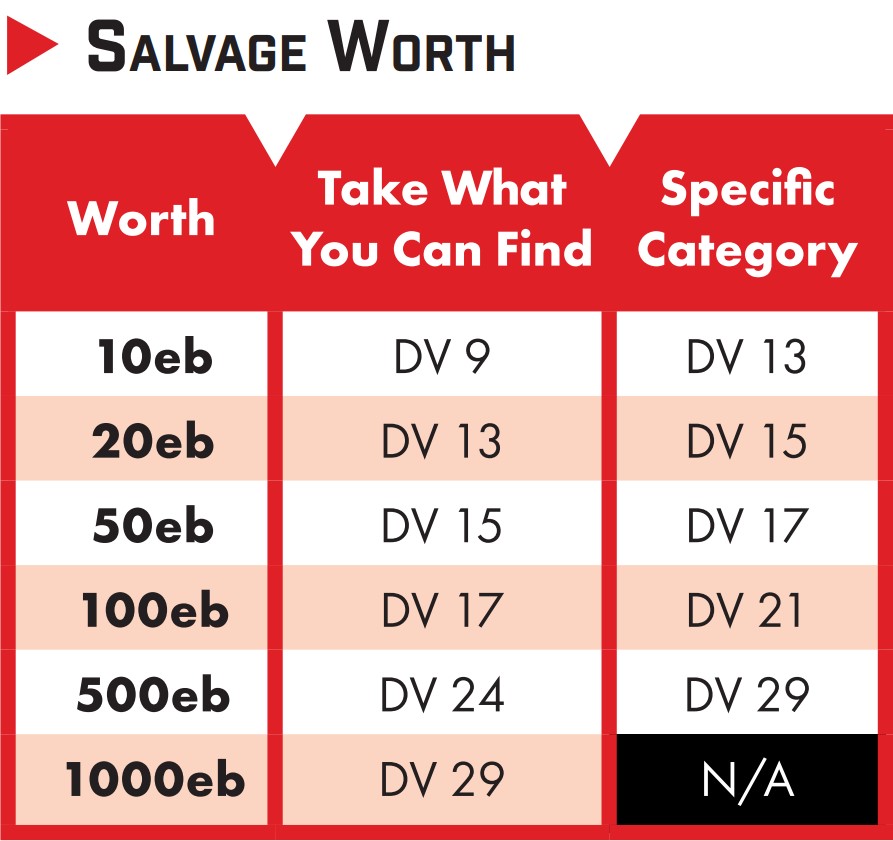 Salvage Worth
Worth
Take What
You Can Find
Specific
Category
10eb DV 9 DV 13
20eb DV 13 DV 15
50eb DV 15 DV 17
100eb DV 17 DV 21
500eb DV 24 DV 29
1000eb DV 29 N/A